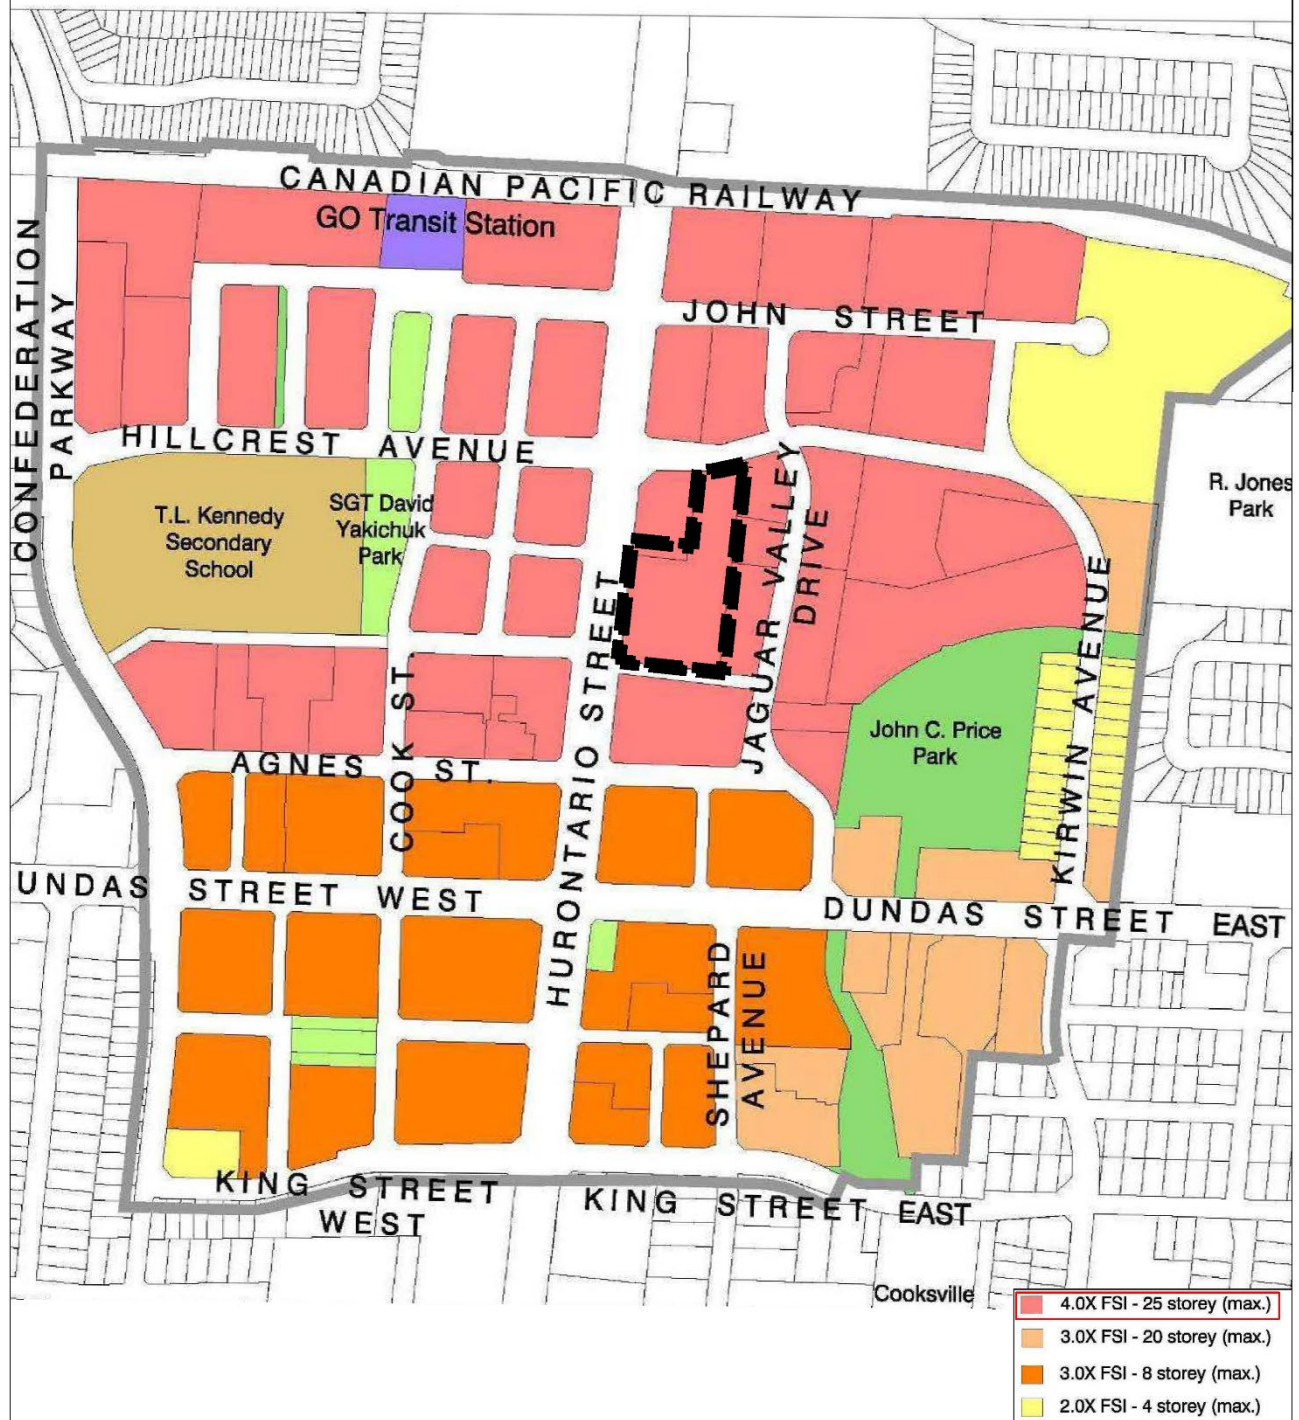 CANADIAN PACIFIC RAILWAY
GO Transit Station
CONFEDERATION
PARKWAY
JOHN STREET
HILLCREST AVENUE
T.L. Kennedy
Secondary
School
SGT David
Yakichuk
Park
R. Jones
Park
JAGUAR VALLEY
DRIVE
HURONTARIO STREET
COOK ST.
AGNES ST.
John C. Price
Park
KIRWIN AVENUE
UNDAS STREET WEST
DUNDAS STREET EAST
SHEPARD
AVENUE
KING STREET
WEST
KING STREET EAST
Cooksville
4.0X FSI - 25 storey (max.)
3.0X FSI - 20 storey (max.)
3.0X FSI - 8 storey (max.)
2.0X FSI - 4 storey (max.)